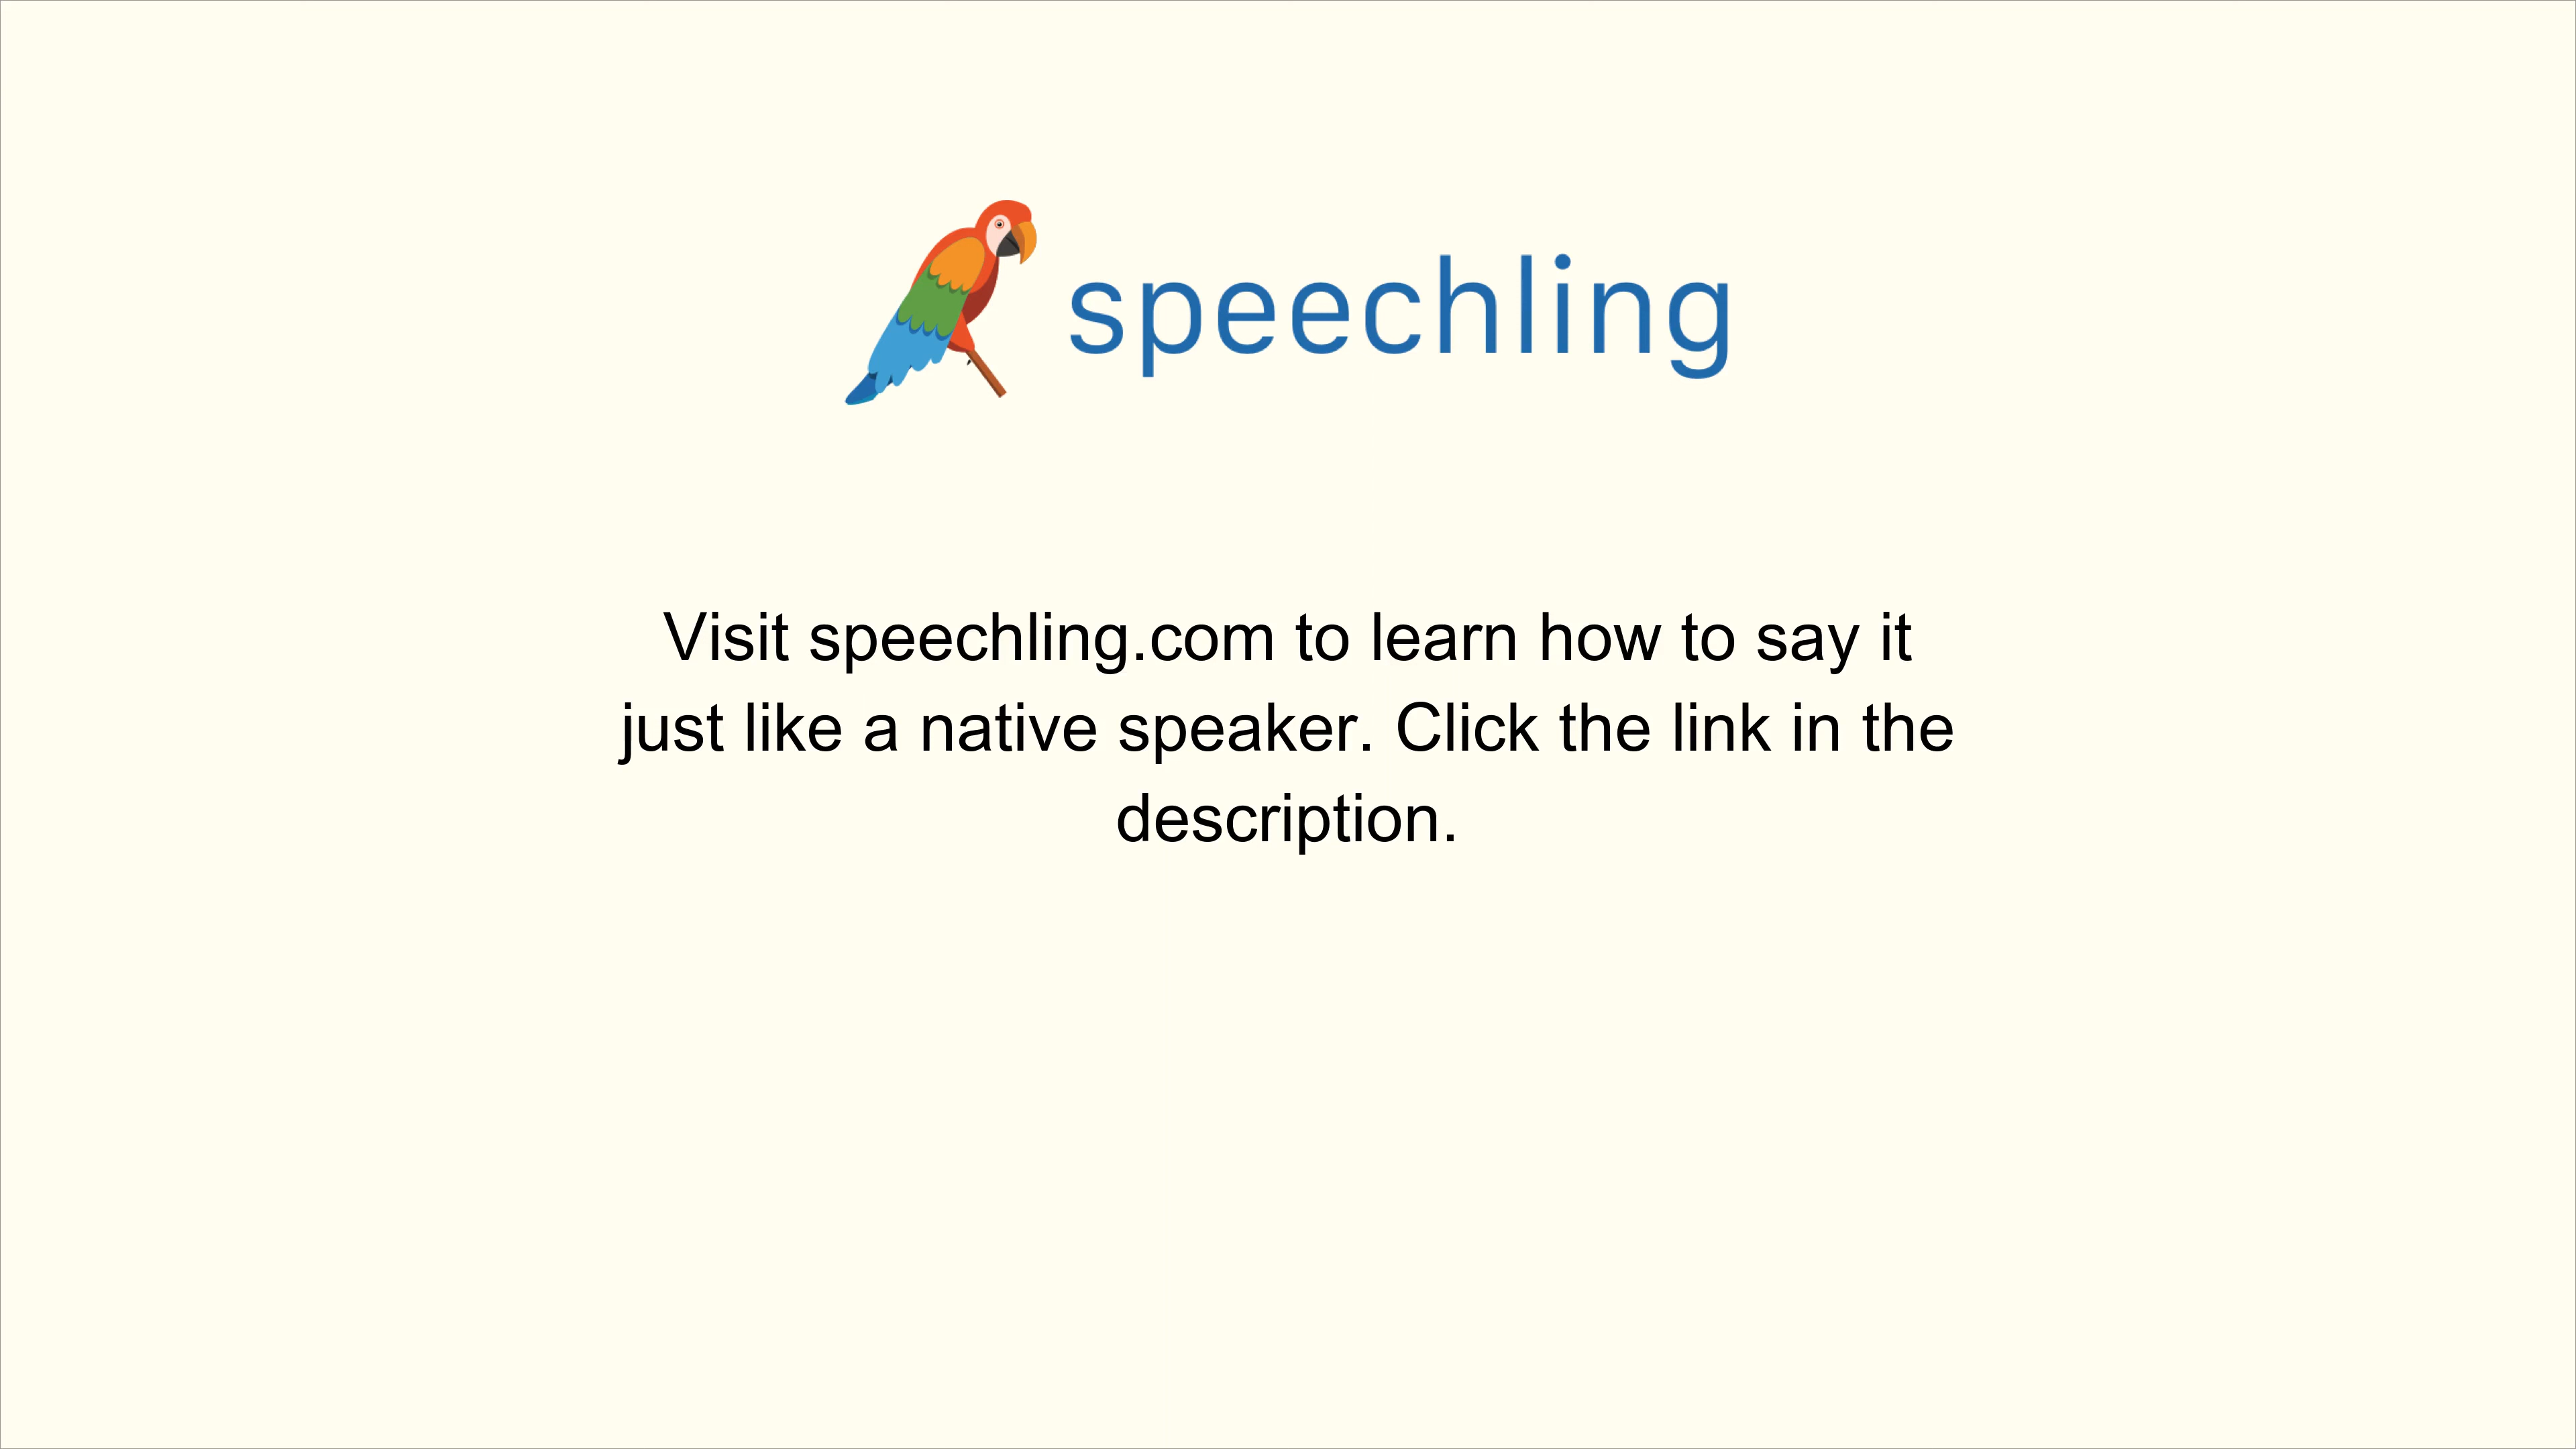 speechling
Visit speechling.com to learn how to say it
just like a native speaker. Click the link in the
description.